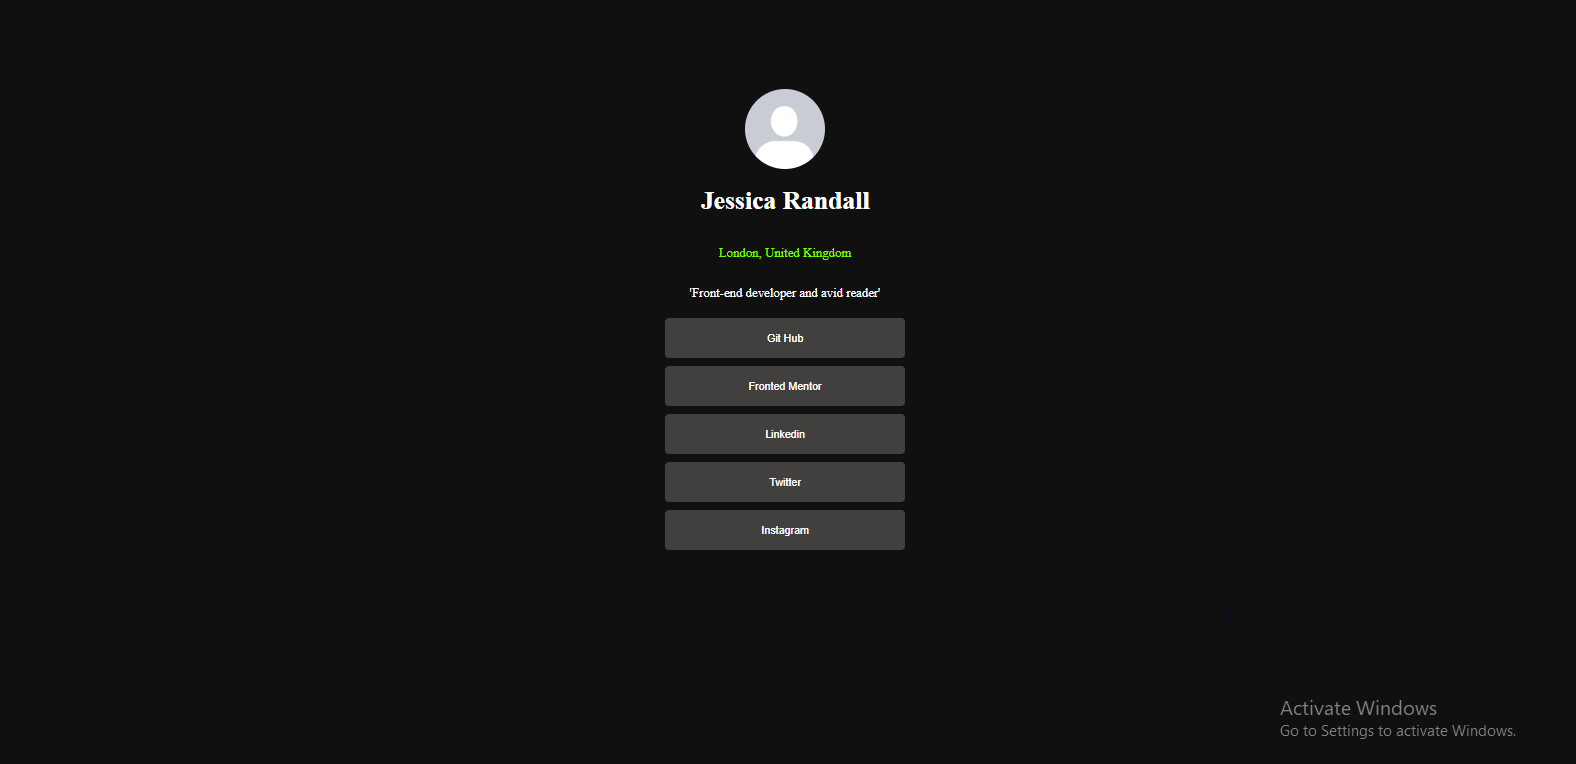 Jessica Randall
London, United Kingdom
'Front-end developer and avid reader'
Git Hub
Fronted Mentor
Linkedin
Twitter
Instagram
Activate Windows
Go to Settings to activate Windows.